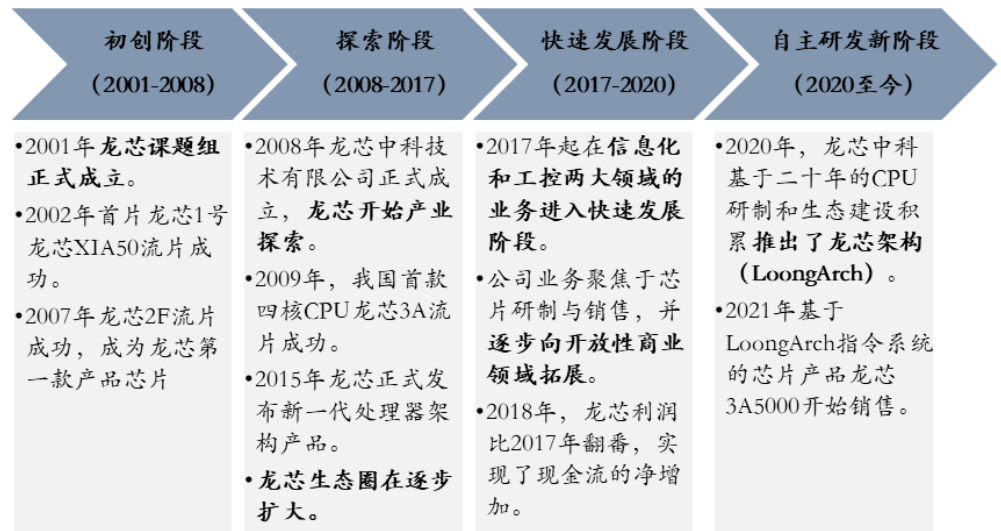 初创阶段
（2001-2008）
探索阶段
（2008-2017）
快速发展阶段
（2017-2020）
自主研发新阶段
（2020至今）
•2001年龙芯课题组
正式成立。
•2002年首片龙芯1号
龙芯XIA50流片成
功。
•2007年龙芯2F流片
成功，成为龙芯第
一款产品芯片
•2008年龙芯中科技
术有限公司正式成
立，龙芯开始产业
探索。
•2009年，我国首款
四核CPU龙芯3A流
片成功。
•2015年龙芯正式发
布新一代处理器架
构产品。
•龙芯生态圈在逐步
扩大。
•2017年起在信息化
和工控两大领域的
业务进入快速发展
阶段。
•公司业务聚焦于芯
片研制与销售，并
逐步向开放性商业
领域拓展。
•2018年，龙芯利润
比2017年翻番，实
现了现金流的净增
加。
•2020年，龙芯中科
基于二十年的CPU
研制和生态建设积
累推出了龙芯架构
（LoongArch）。
•2021年基于
LoongArch指令系统
的芯片产品龙芯
3A5000开始销售。